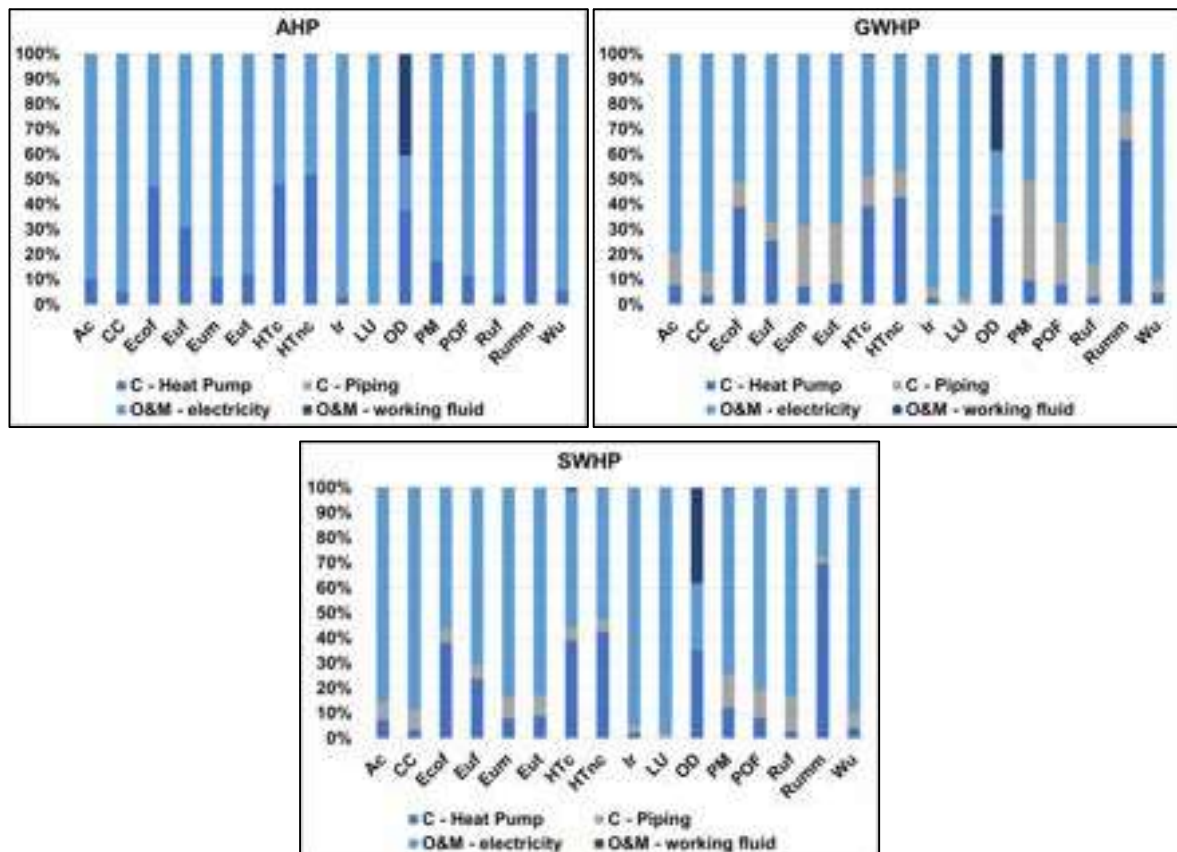 AHP
100%
90%
80%
70%
60%
50%
40%
30%
20%
10%
0%
Ac CC Ecof Euf Eum Eut HTc HTnc Ir LU OD PM POF Ruf Rumm Wu
C - Heat Pump C - Piping
O&M - electricity O&M - working fluid
GWHP
100%
90%
80%
70%
60%
50%
40%
30%
20%
10%
0%
Ac CC Ecof Euf Eum Eut HTc HTnc Ir LU OD PM POF Ruf Rumm Wu
C - Heat Pump C - Piping
O&M - electricity O&M - working fluid
SWHP
100%
90%
80%
70%
60%
50%
40%
30%
20%
10%
0%
Ac CC Ecof Euf Eum Eut HTc HTnc Ir LU OD PM POF Ruf Rumm Wu
C - Heat Pump C - Piping
O&M - electricity O&M - working fluid